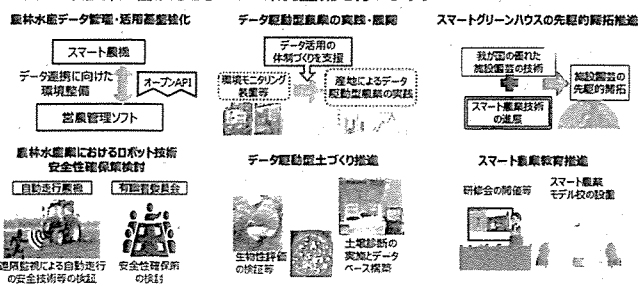 農林水産データ管理・活用基盤強化
スマート農機
データ連携に向けた
環境整備
オープンAPI
営農管理ソフト
データ駆動型農業の実践・展開
データ活用の
体制づくりを支援
環境モニタリング
装置等
産地によるデータ
駆動型農業の実践
スマートグリーンハウスの先駆的開拓推進
我が国の優れた
施設園芸の技術
スマート農業技術
の進展
施設園芸の
先駆的開拓
農林水産業におけるロボット技術
安全性確保策検討
自動走行農機
有識者委員会
遠隔監視による自動走行
の安全技術等の検証
安全性確保策
の検討
データ駆動型土づくり推進
生物性評価
の検証等
土壌診断の
実施とデータ
ベース構築
スマート農業教育推進
研修会の開催等
スマート農業
モデル校の設置